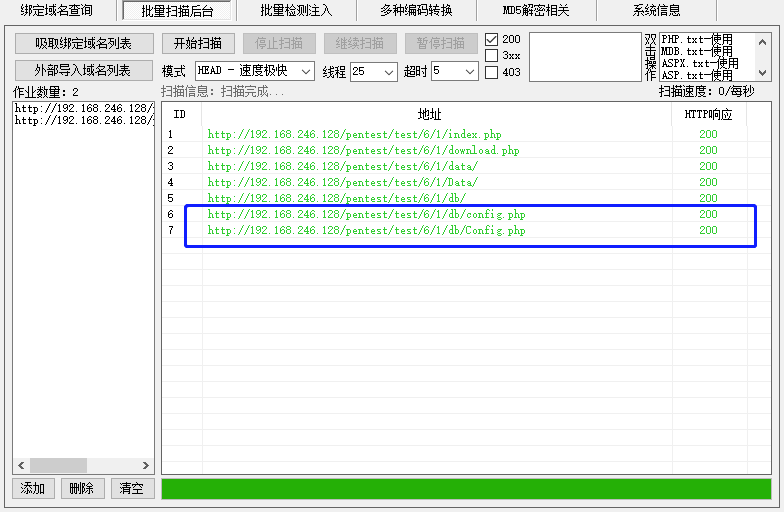 绑定域名查询 批量扫描后台 批量检测注入 多种编码转换 MD5解密相关 系统信息
吸取绑定域名列表 开始扫描 停止扫描 继续扫描 暂停扫描 200
3xx
403
双击操作
PHP.txt-使用
MDB.txt-使用
ASPX.txt-使用
ASP.txt-使用
外部导入域名列表 模式 HEAD - 速度极快 线程 25 超时 5
作业数量: 2 扫描信息: 扫描完成... 扫描速度: 0/每秒
http://192.168.246.128/
http://192.168.246.128/
ID 地址 HTTP响应
1 http://192.168.246.128/pentest/test/6/1/index.php 200
2 http://192.168.246.128/pentest/test/6/1/download.php 200
3 http://192.168.246.128/pentest/test/6/1/data/ 200
4 http://192.168.246.128/pentest/test/6/1/Data/ 200
5 http://192.168.246.128/pentest/test/6/1/db/ 200
6 http://192.168.246.128/pentest/test/6/1/db/config.php 200
7 http://192.168.246.128/pentest/test/6/1/db/Config.php 200
添加 删除 清空